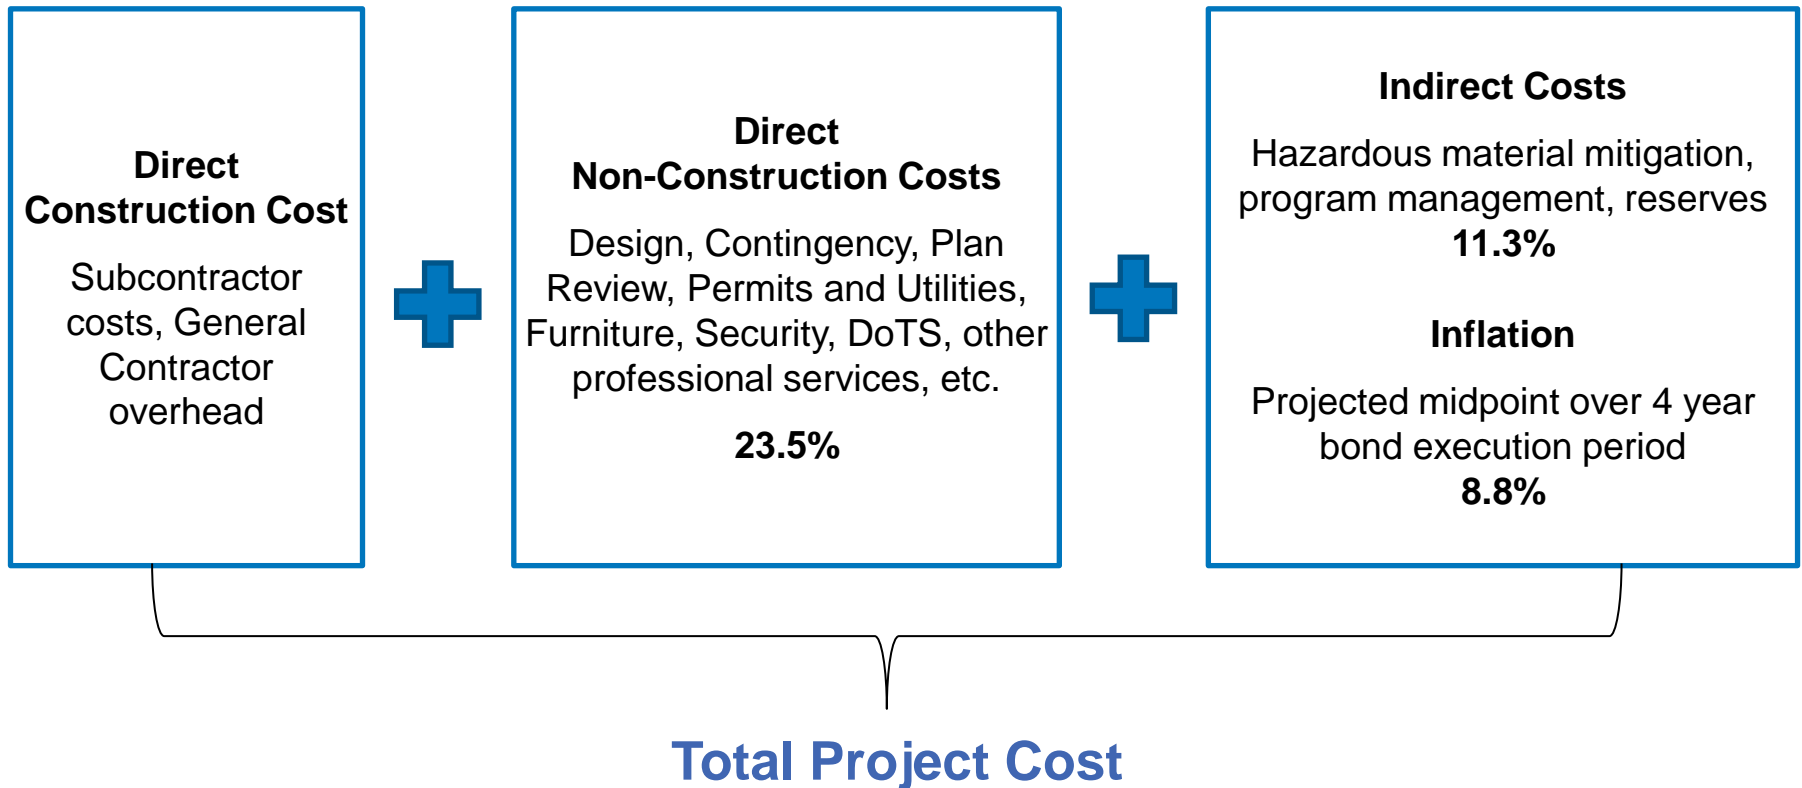 Direct
Construction Cost
Subcontractor
costs, General
Contractor
overhead
Direct
Non-Construction Costs
Design, Contingency, Plan
Review, Permits and Utilities,
Furniture, Security, DoTS, other
professional services, etc.
23.5%
Indirect Costs
Hazardous material mitigation,
program management, reserves
11.3%
Inflation
Projected midpoint over 4 year
bond execution period
8.8%
Total Project Cost